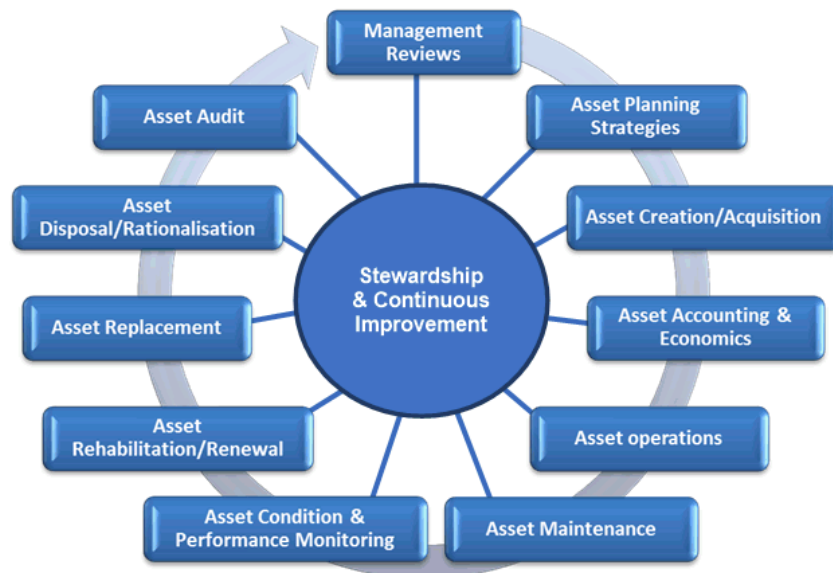 Management
Reviews
Asset Planning
Strategies
Asset Creation/Acquisition
Asset Accounting &
Economics
Asset operations
Asset Maintenance
Asset Condition &
Performance Monitoring
Asset
Rehabilitation/Renewal
Asset Replacement
Asset
Disposal/Rationalisation
Asset Audit
Stewardship
& Continuous
Improvement